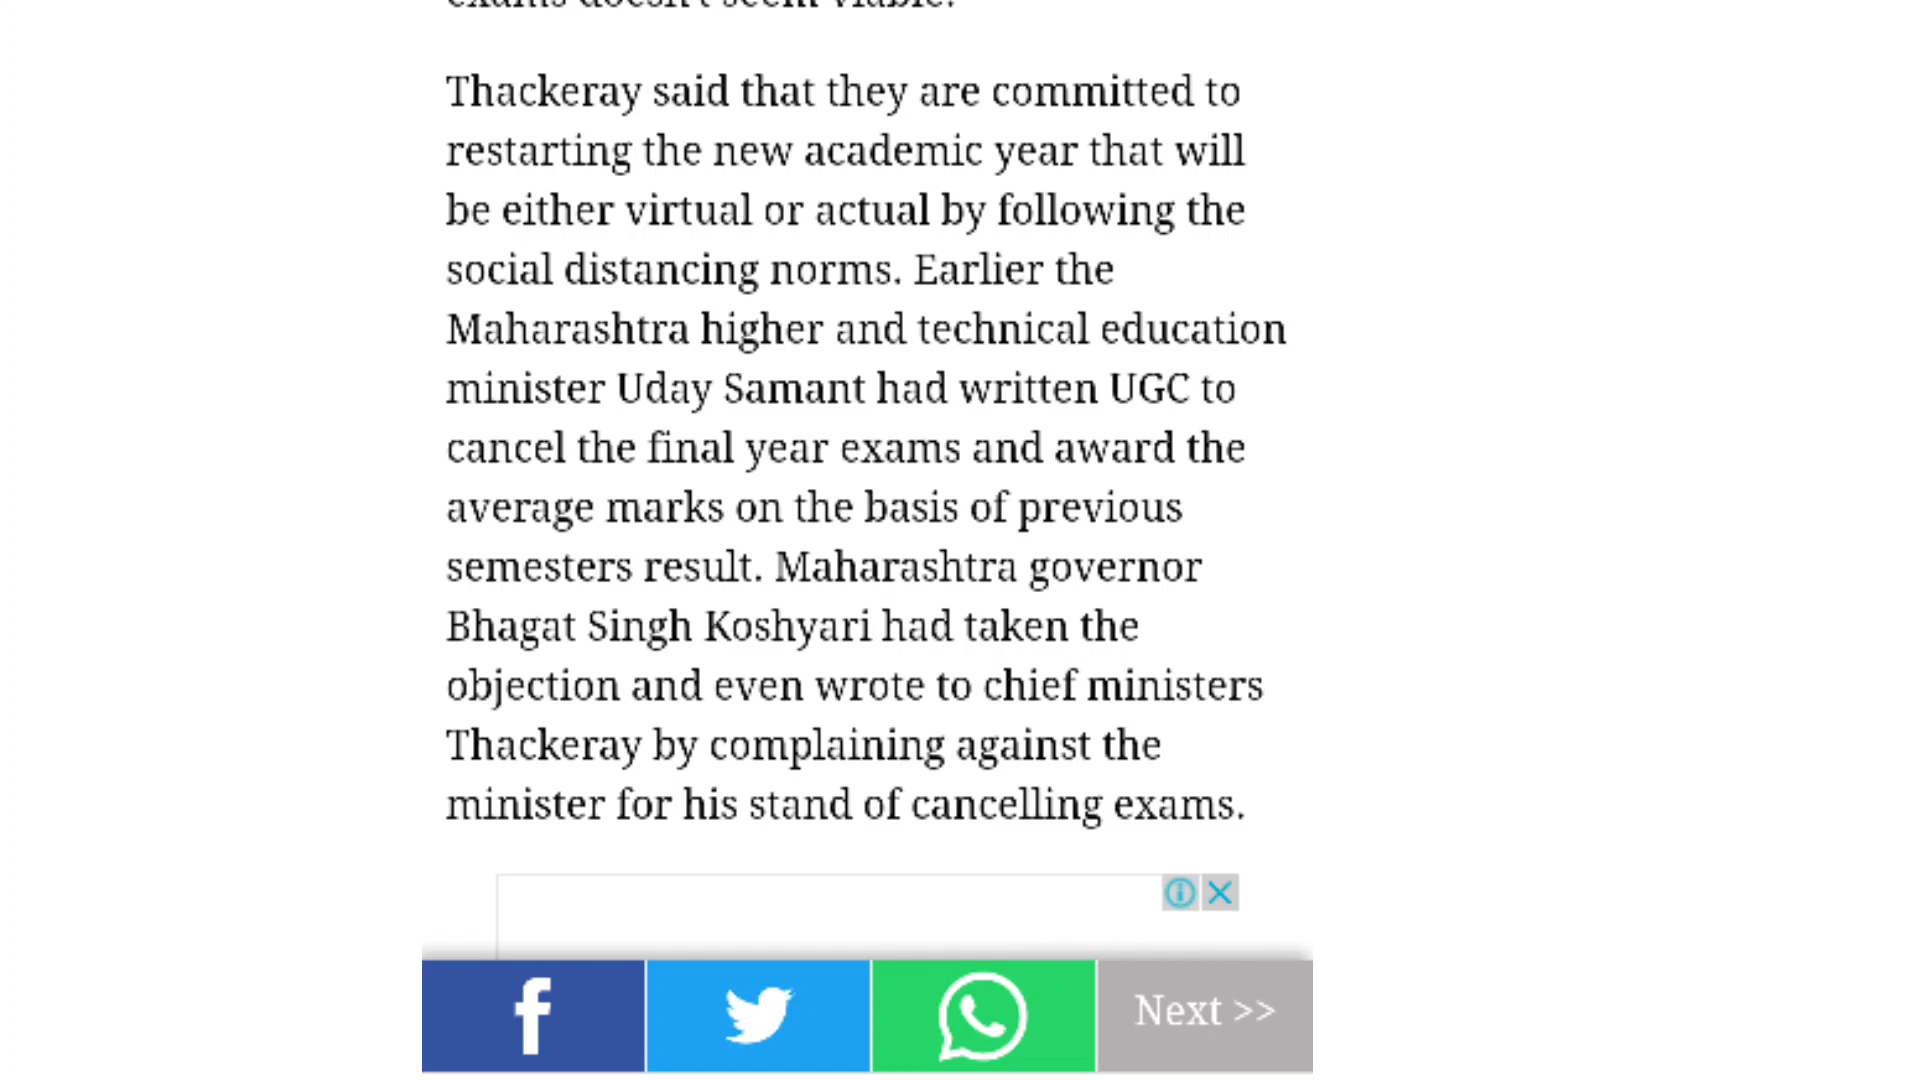 exams doesn't seem viable.
Thackeray said that they are committed to
restarting the new academic year that will
be either virtual or actual by following the
social distancing norms. Earlier the
Maharashtra higher and technical education
minister Uday Samant had written UGC to
cancel the final year exams and award the
average marks on the basis of previous
semesters result. Maharashtra governor
Bhagat Singh Koshyari had taken the
objection and even wrote to chief ministers
Thackeray by complaining against the
minister for his stand of cancelling exams.
Next >>